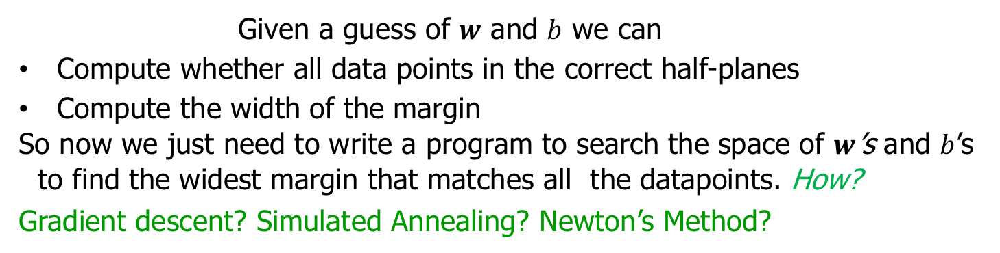 Given a guess of w and b we can
• Compute whether all data points in the correct half-planes
• Compute the width of the margin
So now we just need to write a program to search the space of w’s and b’s
to find the widest margin that matches all the datapoints. How?
Gradient descent? Simulated Annealing? Newton’s Method?